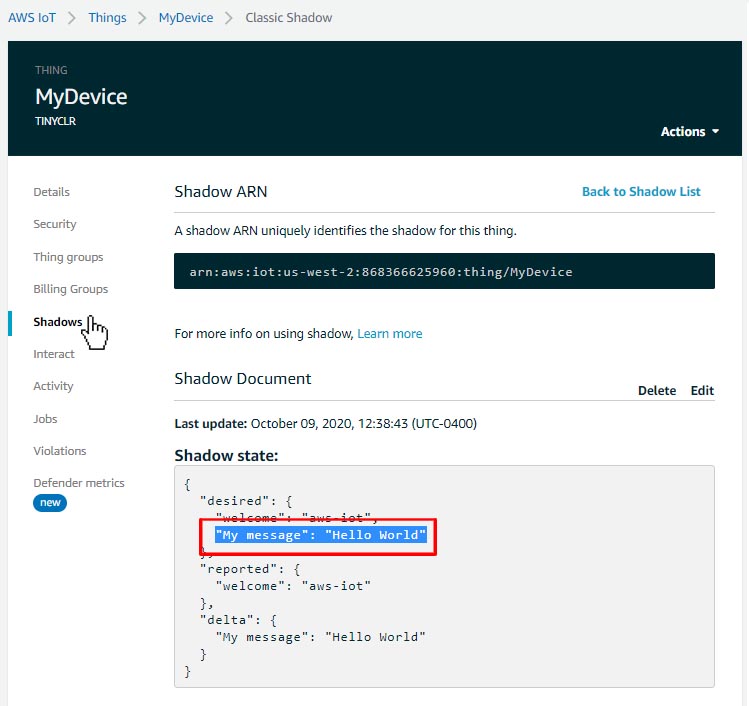 AWS IoT > Things > MyDevice > Classic Shadow
THING
MyDevice
TINYCLR
Actions
Details
Security
Thing groups
Billing Groups
Shadows
Interact
Activity
Jobs
Violations
Defender metrics
new
Shadow ARN
Back to Shadow List
A shadow ARN uniquely identifies the shadow for this thing.
arn:aws:iot:us-west-2:868366625960:thing/MyDevice
For more info on using shadow, Learn more
Shadow Document
Delete Edit
Last update: October 09, 2020, 12:38:43 (UTC-0400)
Shadow state:
{
"desired": {
"welcome": "aws-iot",
"My message": "Hello World"
},
"reported": {
"welcome": "aws-iot"
},
"delta": {
"My message": "Hello World"
}
}